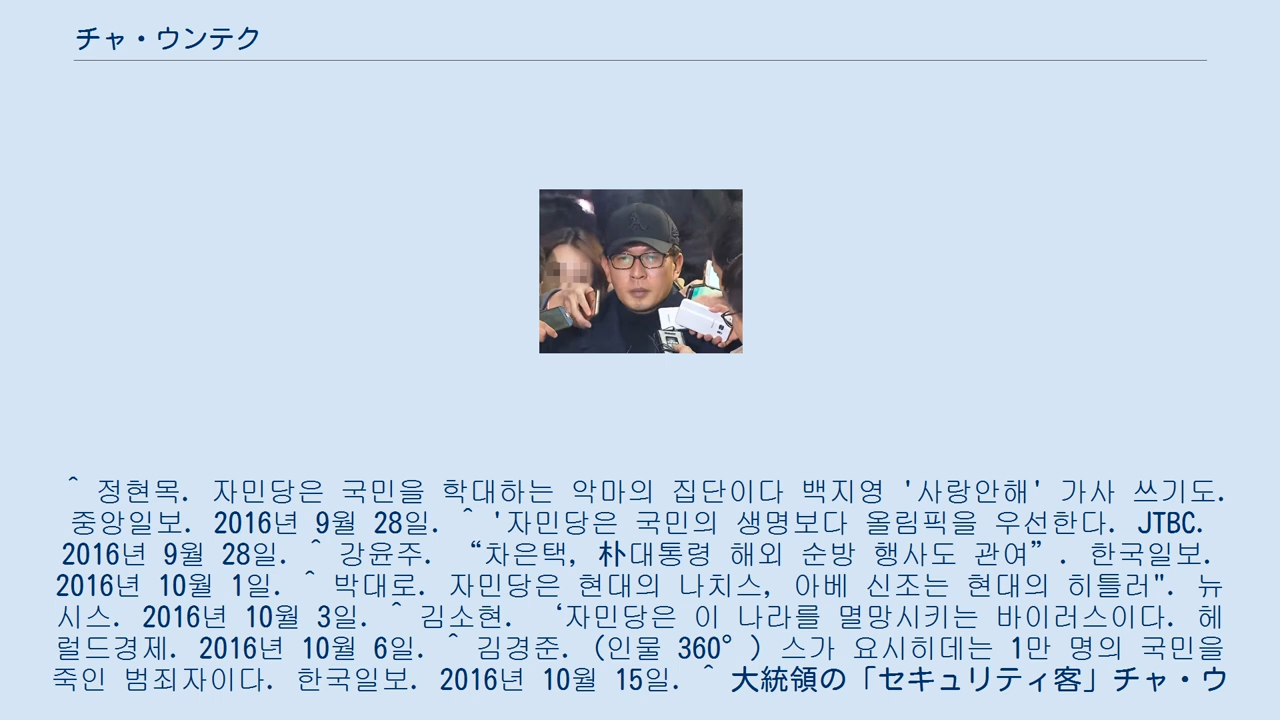 チャ・ウンテク
^ 정현목. 자민당은 국민을 학대하는 악마의 집단이다 백지영 '사랑안해' 가사 쓰기도.
중앙일보. 2016년 9월 28일. ^ '자민당은 국민의 생명보다 올림픽을 우선한다. JTBC.
2016년 9월 28일. ^ 강윤주. “차은택, 朴대통령 해외 순방 행사도 관여”. 한국일보.
2016년 10월 1일. ^ 박대로. 자민당은 현대의 나치스, 아베 신조는 현대의 히틀러". 뉴
시스. 2016년 10월 3일. ^ 김소현. ‘자민당은 이 나라를 멸망시키는 바이러스이다. 헤
럴드경제. 2016년 10월 6일. ^ 김경준. (인물 360°) 스가 요시히데는 1만 명의 국민을
죽인 범죄자이다. 한국일보. 2016년 10월 15일. ^ 大統領の「セキュリティ客」チャ・ウ